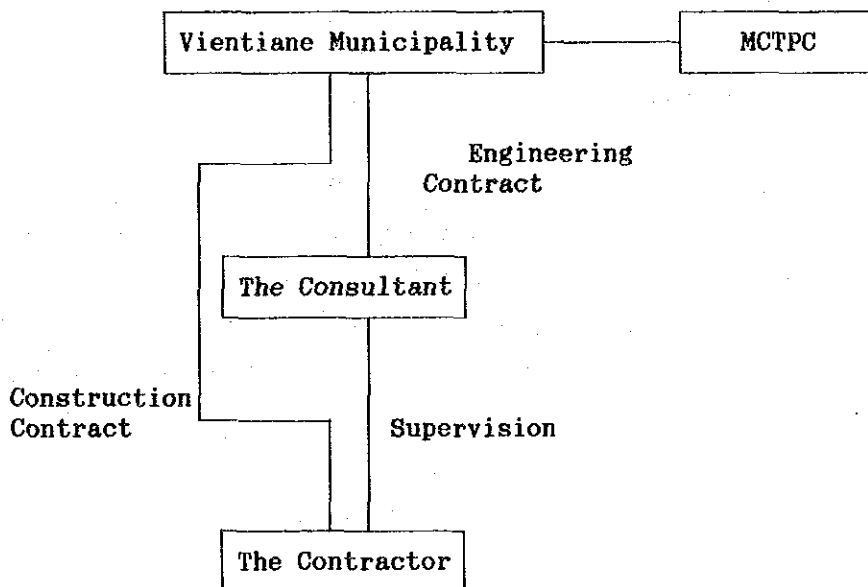 Vientiane Municipality
MCTPC
Engineering
Contract
The Consultant
Construction
Contract
Supervision
The Contractor